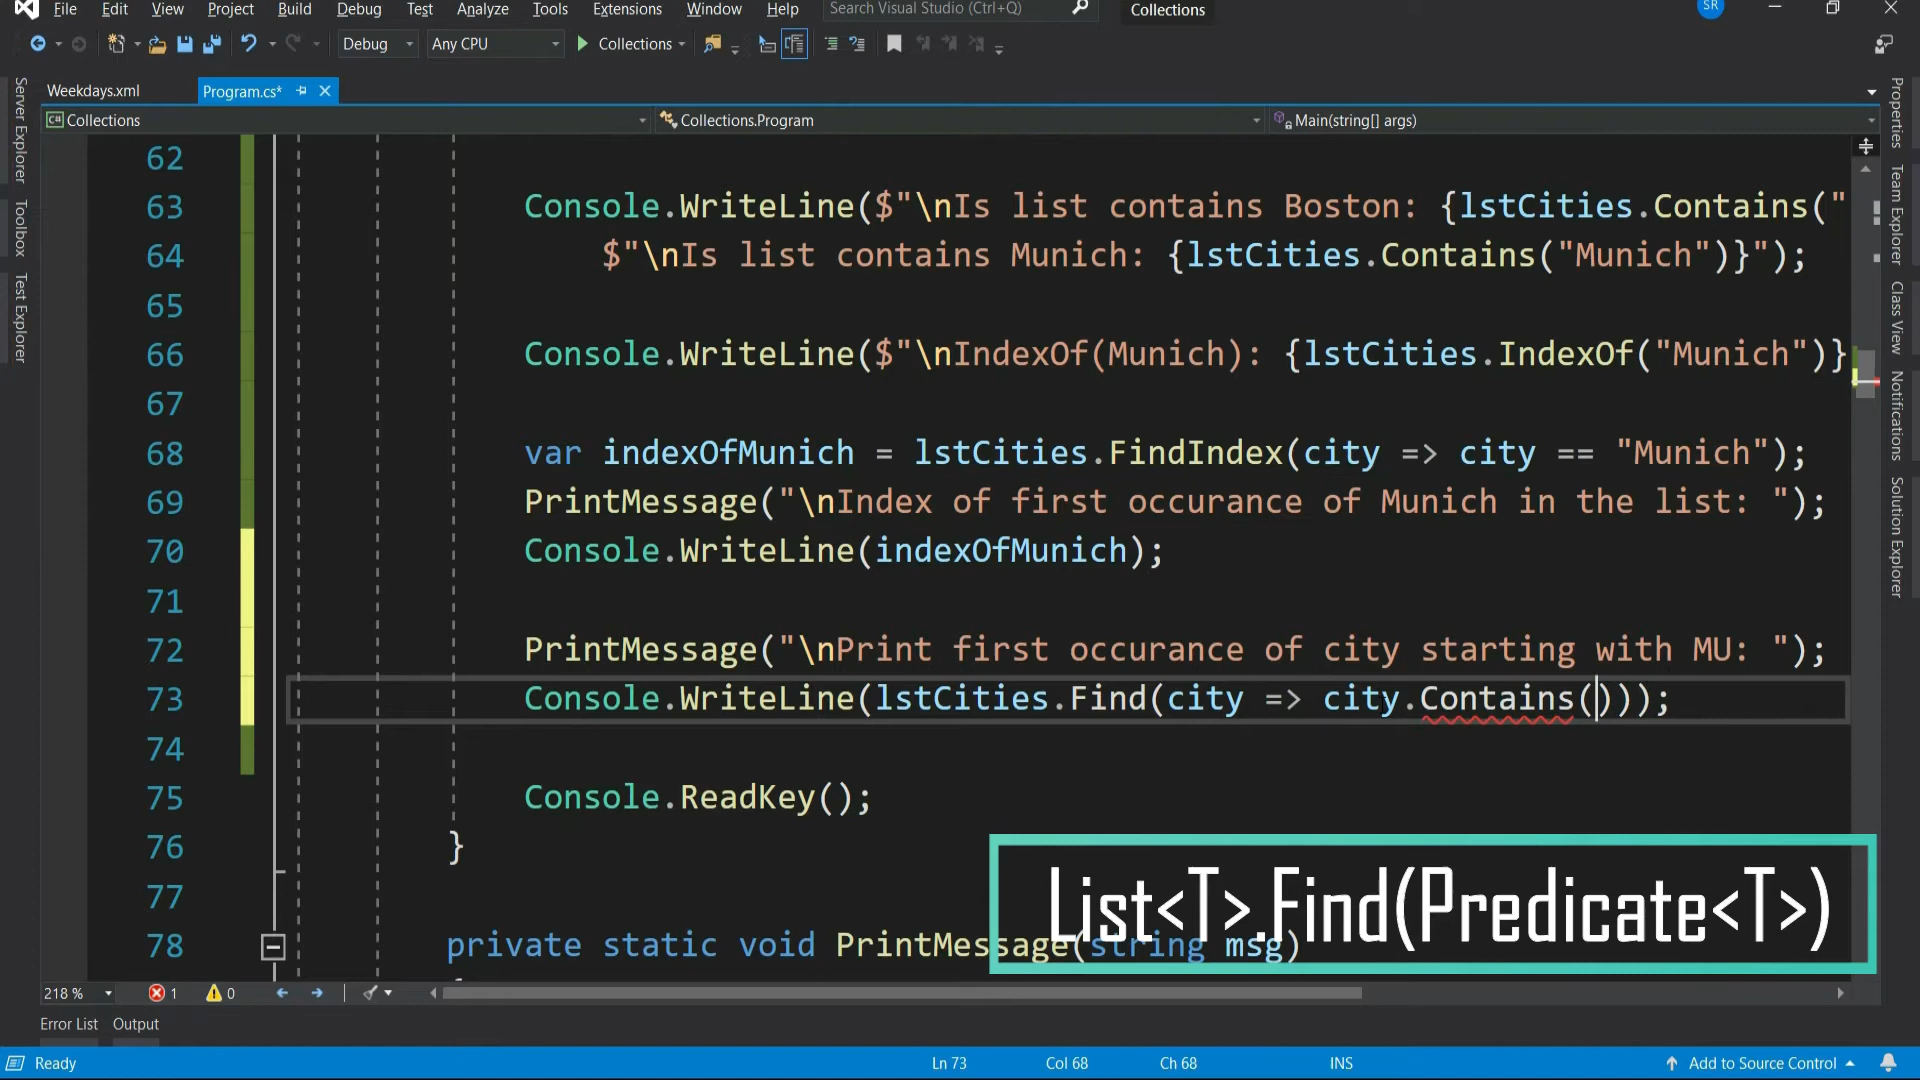 File Edit View Project Build Debug Test Analyze Tools Extensions Window Help Search Visual Studio (Ctrl+Q) Collections SR
Debug Any CPU Collections
Weekdays.xml Program.cs*
C# Collections Collections.Program Main(string[] args)
Server Explorer
Toolbox
Test Explorer
62
63 Console.WriteLine($"\nIs list contains Boston: {lstCities.Contains("
64 $"\nIs list contains Munich: {lstCities.Contains("Munich")}");
65
66 Console.WriteLine($"\nIndexOf(Munich): {lstCities.IndexOf("Munich")}
67
68 var indexOfMunich = lstCities.FindIndex(city => city == "Munich");
69 PrintMessage("\nIndex of first occurance of Munich in the list: ");
70 Console.WriteLine(indexOfMunich);
71
72 PrintMessage("\nPrint first occurance of city starting with MU: ");
73 Console.WriteLine(lstCities.Find(city => city.Contains()));
74
75 Console.ReadKey();
76 }
77
78 private static void PrintMessage(string msg)
List<T>.Find(Predicate<T>)
Properties
Team Explorer
Class View
Notifications
Solution Explorer
218 % 1 0
Error List Output
Ready Ln 73 Col 68 Ch 68 INS Add to Source Control